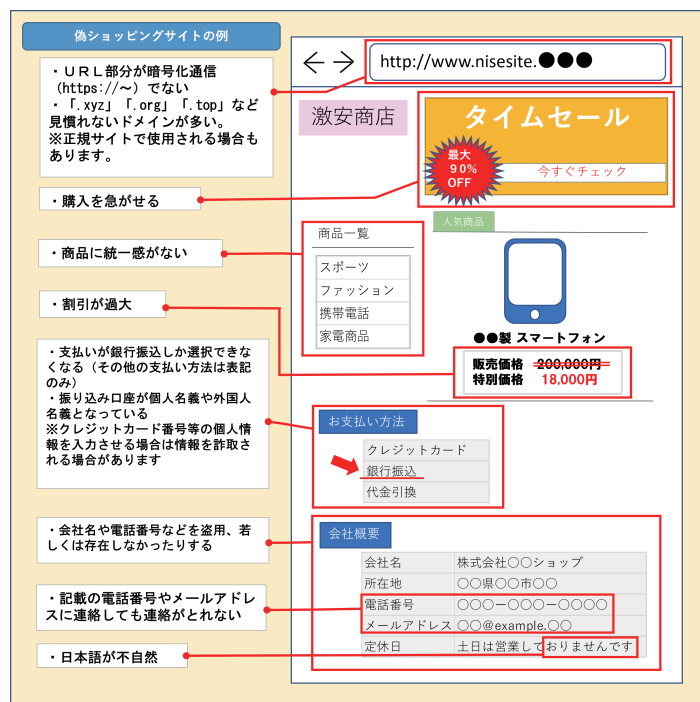 偽ショッピングサイトの例
・ＵＲＬ部分が暗号化通信
（https://～）でない
・「.xyz」「.org」「.top」など
見慣れないドメインが多い。
※正規サイトで使用される場合も
あります。
・購入を急がせる
・商品に統一感がない
・割引が過大
・支払いが銀行振込しか選択できな
くなる（その他の支払い方法は表記
のみ）
・振り込み口座が個人名義や外国人
名義となっている
※クレジットカード番号等の個人情
報を入力させる場合は情報を詐取さ
れる場合があります
・会社名や電話番号などを盗用、若
しくは存在しなかったりする
・記載の電話番号やメールアドレ
スに連絡しても連絡がとれない
・日本語が不自然
http://www.nisesite.●●●
激安商店
タイムセール
最大
９０%
OFF
今すぐチェック
人気商品
商品一覧
スポーツ
ファッション
携帯電話
家電商品
●●製 スマートフォン
販売価格 200,000円
特別価格 18,000円
お支払い方法
クレジットカード
銀行振込
代金引換
会社概要
会社名 株式会社〇〇ショップ
所在地 〇〇県〇〇市〇〇
電話番号 〇〇〇ー〇〇〇ー〇〇〇〇
メールアドレス 〇〇@example.〇〇
定休日 土日は営業しておりませんです